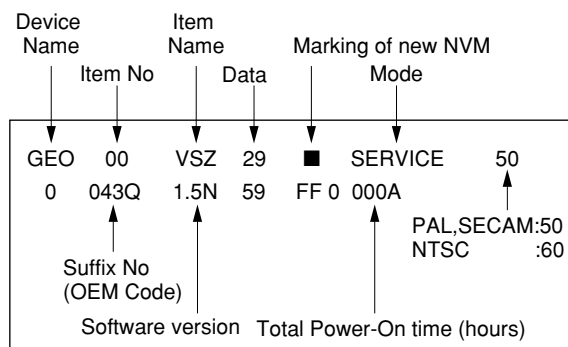 Device Name
Item Name
Marking of new NVM
Item No
Data
Mode
GEO 00 VSZ 29 ■ SERVICE 50
0 043Q 1.5N 59 FF 0 000A
PAL,SECAM:50
NTSC :60
Suffix No
(OEM Code)
Software version
Total Power-On time (hours)